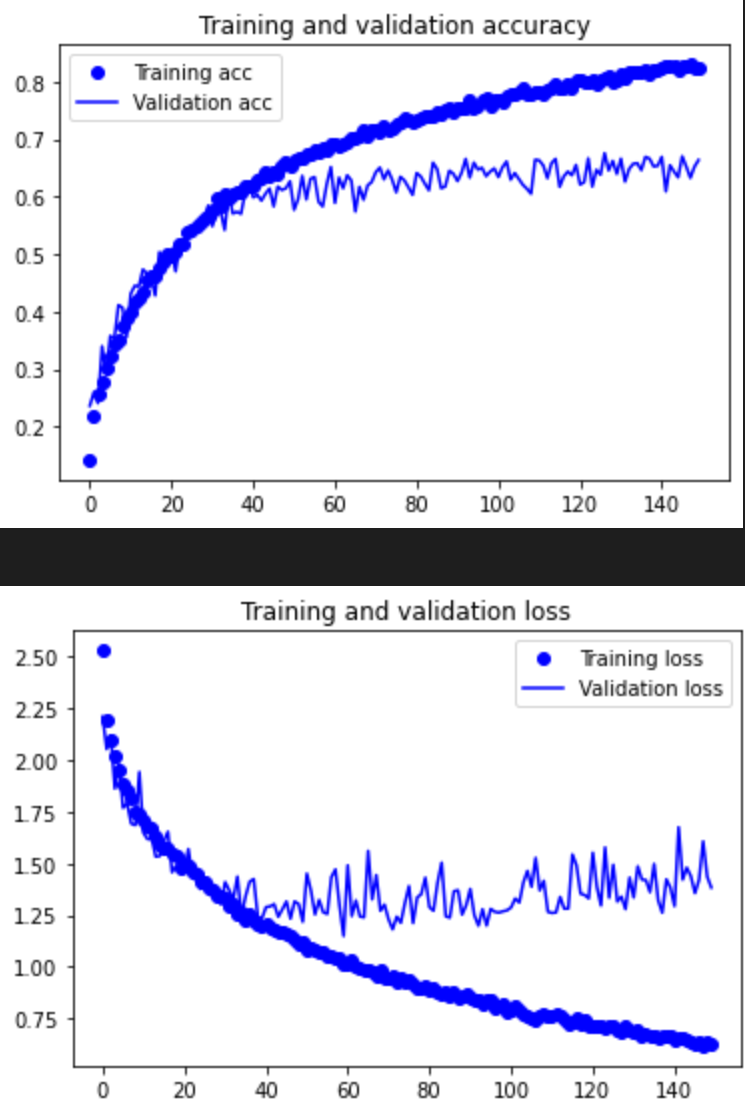 Training and validation accuracy
Training acc
Validation acc
0.8
0.7
0.6
0.5
0.4
0.3
0.2
0 20 40 60 80 100 120 140
Training and validation loss
Training loss
Validation loss
2.50
2.25
2.00
1.75
1.50
1.25
1.00
0.75
0 20 40 60 80 100 120 140